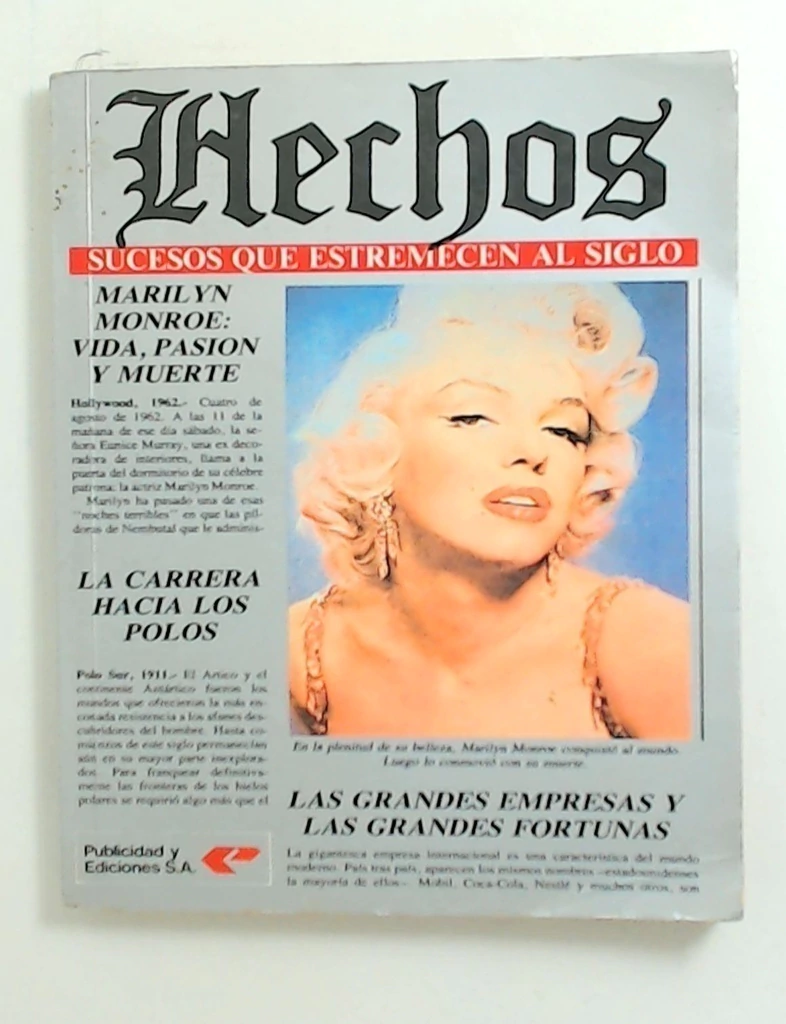 Hechos
SUCESOS QUE ESTREMECEN AL SIGLO
MARILYN
MONROE:
VIDA, PASION
Y MUERTE
Hollywood, 1962.- Cuatro de
agosto de 1962. A las 11 de la
mañana de ese día sábado, la se-
ñora Eunice Murray, una ex deco-
radora de interiores, llama a la
puerta del dormitorio de su célebre
patrona: la actriz Marilyn Monroe.
Marilyn ha pasado una de esas
"noches terribles" en que las píl-
doras de Nembutal que le adminis-
LA CARRERA
HACIA LOS
POLOS
Polo Sur, 1911.- El Artico y el
continente Antártico fueron los
mundos que ofrecieron la más en-
conada resistencia a los afanes des-
cubridores del hombre. Hasta co-
mienzos de este siglo permanecían
aún en su mayor parte inexplora-
dos. Para franquear definitiva-
mente las fronteras de los hielos
polares se requirió algo más que el
Publicidad y
Ediciones S.A.
En la plenitud de su belleza, Marilyn Monroe conquistó al mundo.
Luego lo conmovió con su muerte.
LAS GRANDES EMPRESAS Y
LAS GRANDES FORTUNAS
La gigantesca empresa internacional es una característica del mundo
moderno. País tras país, aparecen los mismos nombres -estadounidenses
la mayoría de ellos-. Mobil, Coca-Cola, Nestlé y muchos otros, son